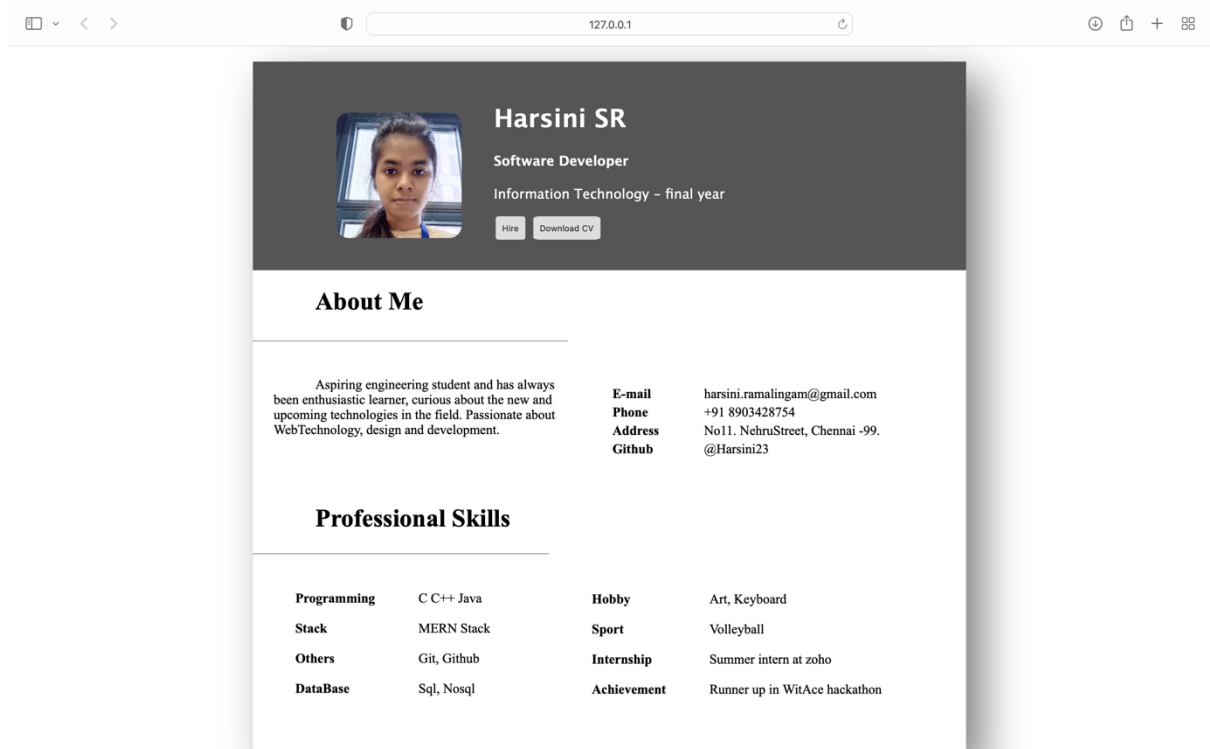 127.0.0.1
Harsini SR
Software Developer
Information Technology – final year
Hire Download CV
About Me
Aspiring engineering student and has always
been enthusiastic learner, curious about the new and
upcoming technologies in the field. Passionate about
WebTechnology, design and development.
E-mail harsini.ramalingam@gmail.com
Phone +91 8903428754
Address No11. NehruStreet, Chennai -99.
Github @Harsini23
Professional Skills
Programming C C++ Java
Stack MERN Stack
Others Git, Github
DataBase Sql, Nosql
Hobby Art, Keyboard
Sport Volleyball
Internship Summer intern at zoho
Achievement Runner up in WitAce hackathon